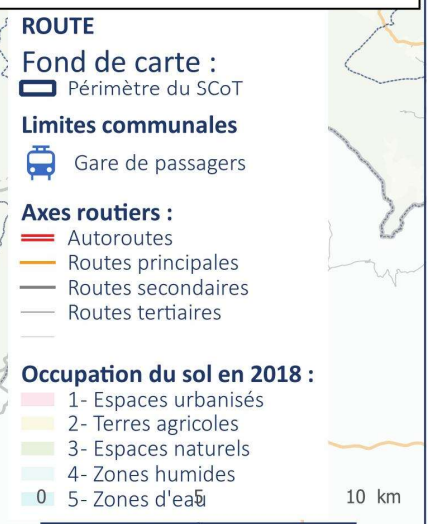 ROUTE
Fond de carte :
Périmètre du SCoT
Limites communales
Gare de passagers
Axes routiers :
Autoroutes
Routes principales
Routes secondaires
Routes tertiaires
Occupation du sol en 2018 :
1- Espaces urbanisés
2- Terres agricoles
3- Espaces naturels
4- Zones humides
5- Zones d'eau
0 5 10 km